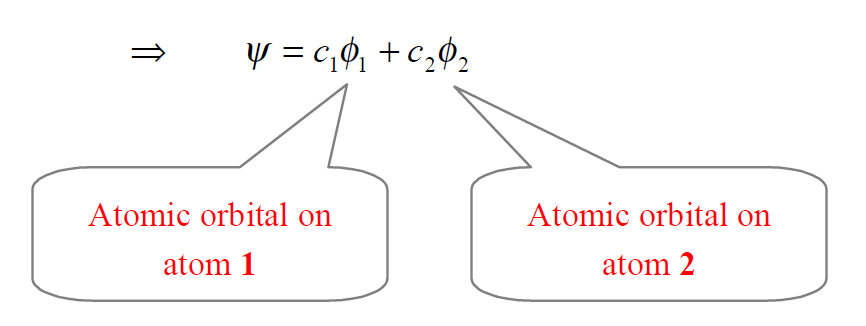 ⇒ ψ = c₁ϕ₁ + c₂ϕ₂
Atomic orbital on
atom 1
Atomic orbital on
atom 2